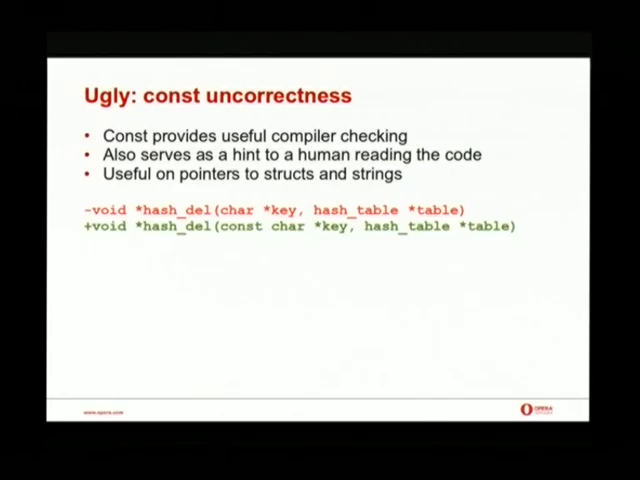 Ugly: const uncorrectness
• Const provides useful compiler checking
• Also serves as a hint to a human reading the code
• Useful on pointers to structs and strings
-void *hash_del(char *key, hash_table *table)
+void *hash_del(const char *key, hash_table *table)
www.opera.com
OPERA